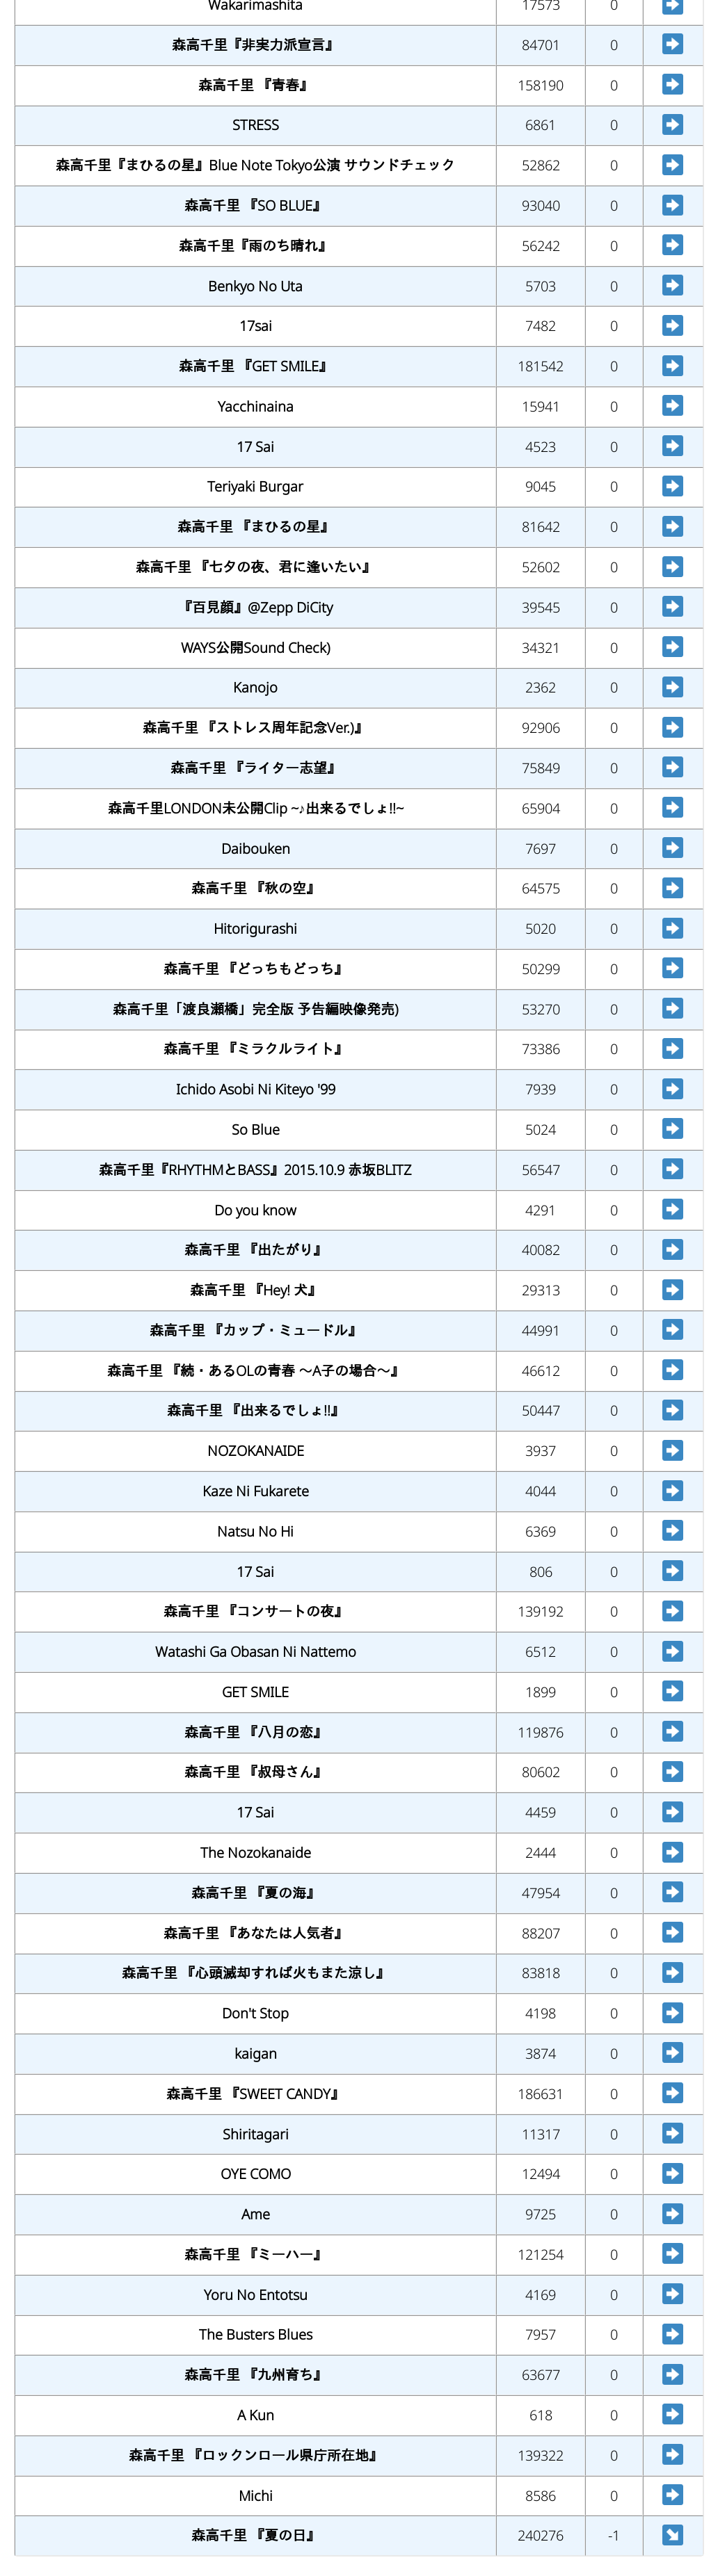 Wakarimashita 17573 0
森高千里『非実力派宣言』 84701 0
森高千里 『青春』 158190 0
STRESS 6861 0
森高千里『まひるの星』Blue Note Tokyo公演 サウンドチェック 52862 0
森高千里 『SO BLUE』 93040 0
森高千里『雨のち晴れ』 56242 0
Benkyo No Uta 5703 0
17sai 7482 0
森高千里 『GET SMILE』 181542 0
Yacchinaina 15941 0
17 Sai 4523 0
Teriyaki Burgar 9045 0
森高千里 『まひるの星』 81642 0
森高千里 『七夕の夜、君に逢いたい』 52602 0
『百見顔』@Zepp DiCity 39545 0
WAYS公開Sound Check) 34321 0
Kanojo 2362 0
森高千里 『ストレス周年記念Ver.)』 92906 0
森高千里 『ライター志望』 75849 0
森高千里LONDON未公開Clip ~♪出来るでしょ!!~ 65904 0
Daibouken 7697 0
森高千里 『秋の空』 64575 0
Hitorigurashi 5020 0
森高千里 『どっちもどっち』 50299 0
森高千里「渡良瀬橋」完全版 予告編映像発売) 53270 0
森高千里 『ミラクルライト』 73386 0
Ichido Asobi Ni Kiteyo '99 7939 0
So Blue 5024 0
森高千里『RHYTHMとBASS』2015.10.9 赤坂BLITZ 56547 0
Do you know 4291 0
森高千里 『出たがり』 40082 0
森高千里 『Hey! 犬』 29313 0
森高千里 『カップ・ミュードル』 44991 0
森高千里 『続・あるOLの青春 〜A子の場合〜』 46612 0
森高千里 『出来るでしょ!!』 50447 0
NOZOKANAIDE 3937 0
Kaze Ni Fukarete 4044 0
Natsu No Hi 6369 0
17 Sai 806 0
森高千里 『コンサートの夜』 139192 0
Watashi Ga Obasan Ni Nattemo 6512 0
GET SMILE 1899 0
森高千里 『八月の恋』 119876 0
森高千里 『叔母さん』 80602 0
17 Sai 4459 0
The Nozokanaide 2444 0
森高千里 『夏の海』 47954 0
森高千里 『あなたは人気者』 88207 0
森高千里 『心頭滅却すれば火もまた涼し』 83818 0
Don't Stop 4198 0
kaigan 3874 0
森高千里 『SWEET CANDY』 186631 0
Shiritagari 11317 0
OYE COMO 12494 0
Ame 9725 0
森高千里 『ミーハー』 121254 0
Yoru No Entotsu 4169 0
The Busters Blues 7957 0
森高千里 『九州育ち』 63677 0
A Kun 618 0
森高千里 『ロックンロール県庁所在地』 139322 0
Michi 8586 0
森高千里 『夏の日』 240276 -1